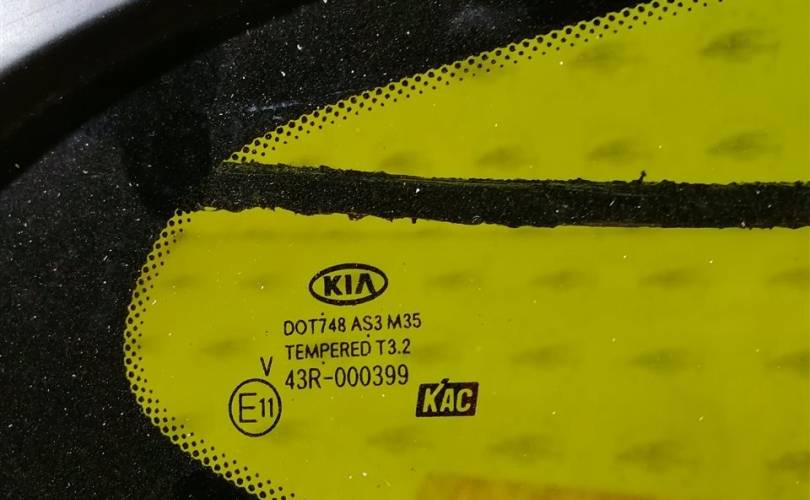 KIA
DOT748 AS3 M35
TEMPERED T3.2
V
43R-000399
E11
KAC